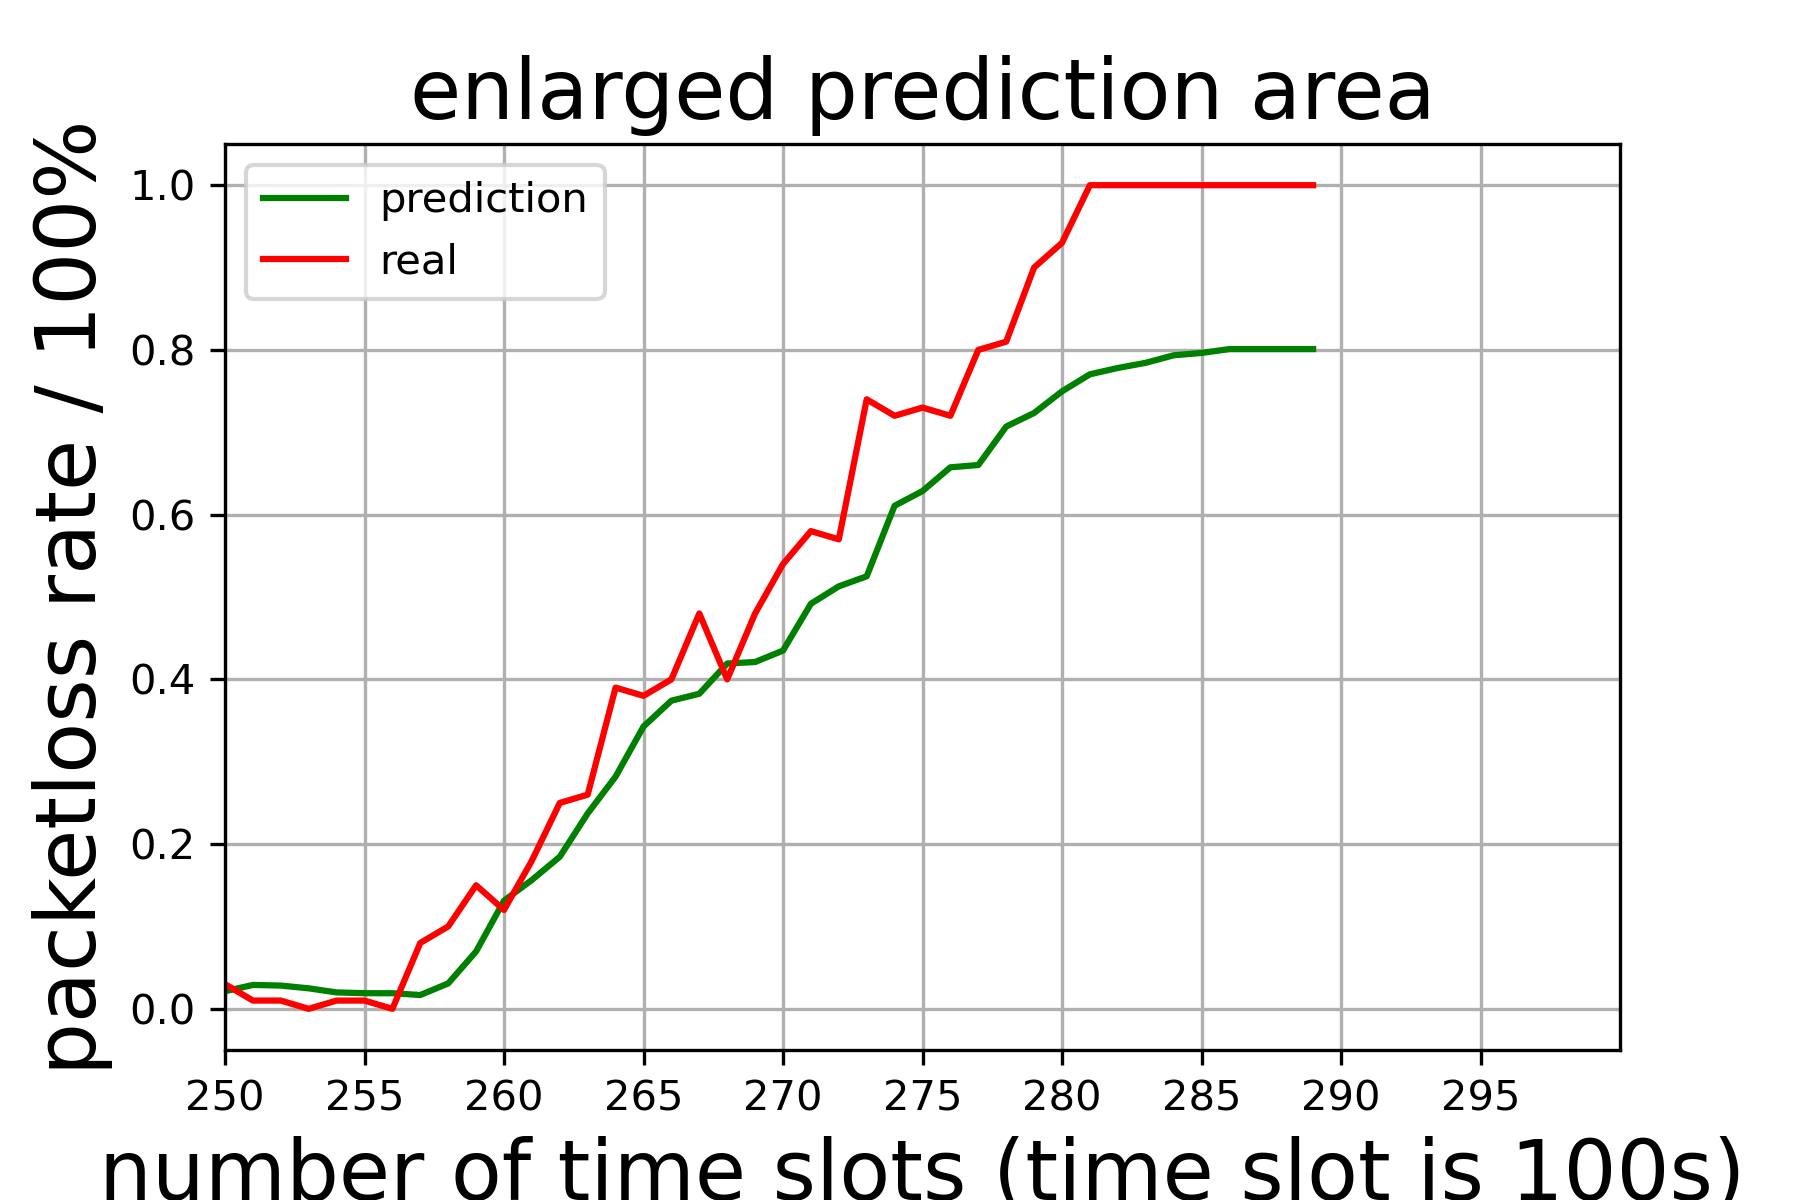 enlarged prediction area
packetloss rate / 100%
prediction
real
1.0
0.8
0.6
0.4
0.2
0.0
250 255 260 265 270 275 280 285 290 295
number of time slots (time slot is 100s)